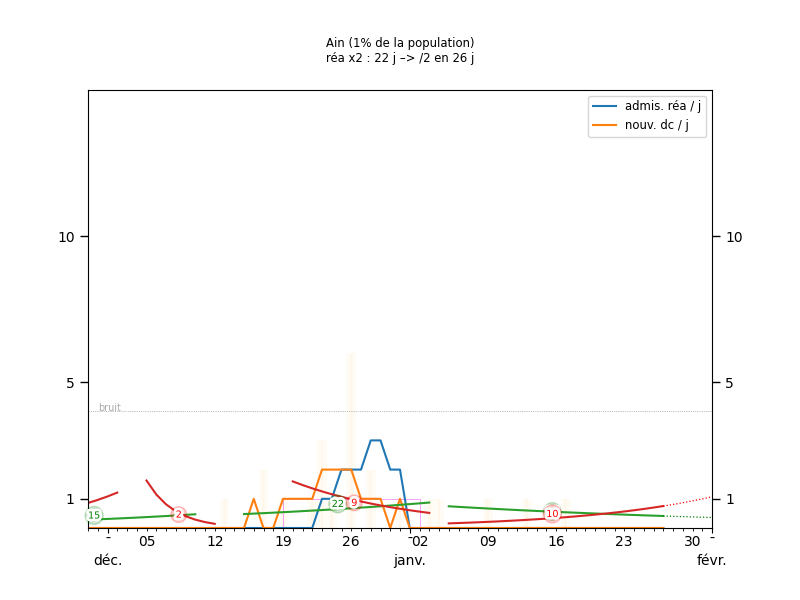 Ain (1% de la population)
réa x2 : 22 j –> /2 en 26 j
admis. réa / j
nouv. dc / j
10
10
5
5
bruit
1
1
15
2
22
9
10
05
12
19
26
02
09
16
23
30
déc.
janv.
févr.